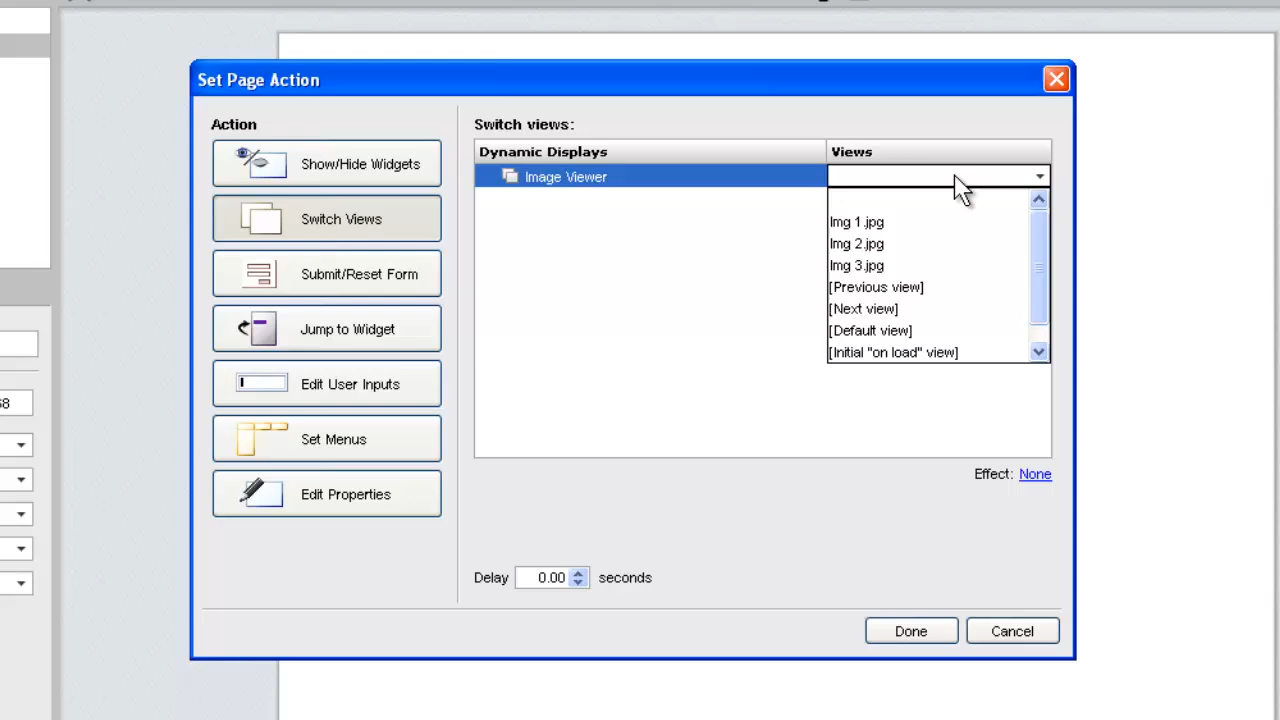 Set Page Action
Action
Show/Hide Widgets
Switch Views
Submit/Reset Form
Jump to Widget
Edit User Inputs
Set Menus
Edit Properties
Switch views:
Dynamic Displays Views
Image Viewer
Img 1.jpg
Img 2.jpg
Img 3.jpg
[Previous view]
[Next view]
[Default view]
[Initial "on load" view]
Effect: None
Delay 0.00 seconds
Done Cancel